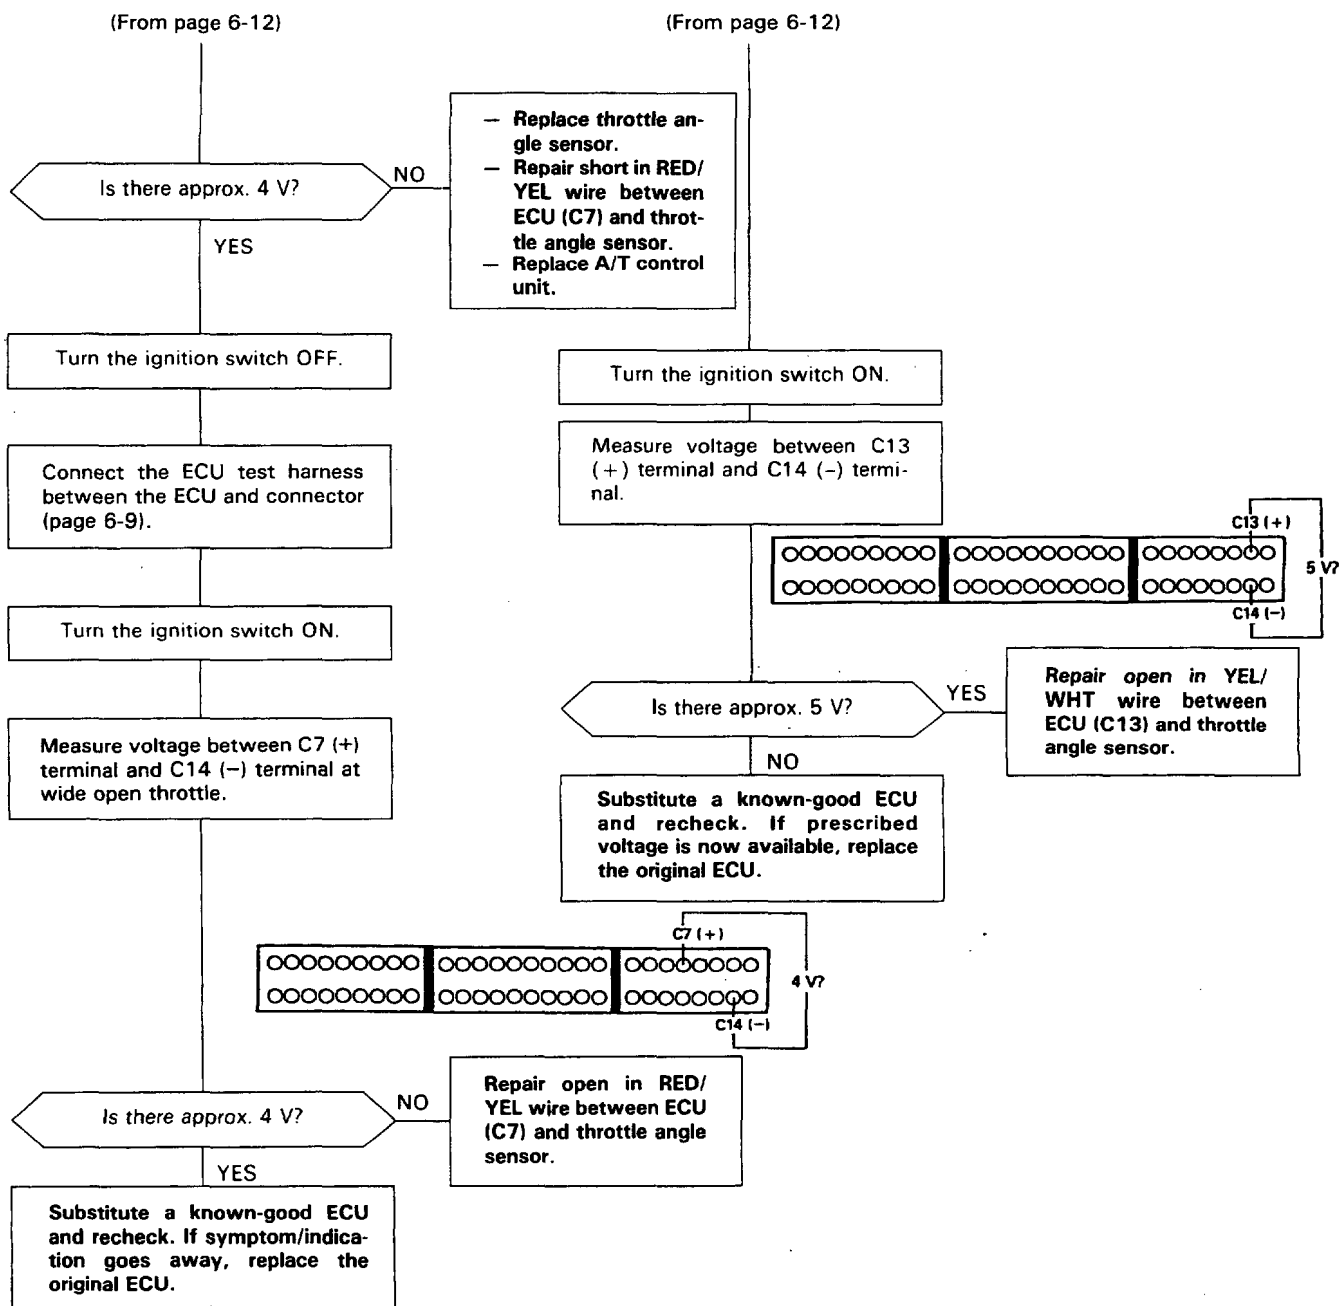 (From page 6-12)
(From page 6-12)
— Replace throttle an-
gle sensor.
— Repair short in RED/
YEL wire between
ECU (C7) and throt-
tle angle sensor.
— Replace A/T control
unit.
Is there approx. 4 V?
NO
YES
Turn the ignition switch OFF.
Connect the ECU test harness
between the ECU and connector
(page 6-9).
Turn the ignition switch ON.
Measure voltage between C7 (+)
terminal and C14 (−) terminal at
wide open throttle.
Turn the ignition switch ON.
Measure voltage between C13
(+) terminal and C14 (−) termi-
nal.
C13 (+)
5 V?
C14 (−)
Is there approx. 5 V?
YES
Repair open in YEL/
WHT wire between
ECU (C13) and throttle
angle sensor.
NO
Substitute a known-good ECU
and recheck. If prescribed
voltage is now available, replace
the original ECU.
C7 (+)
4 V?
C14 (−)
Is there approx. 4 V?
NO
Repair open in RED/
YEL wire between ECU
(C7) and throttle angle
sensor.
YES
Substitute a known-good ECU
and recheck. If symptom/indica-
tion goes away, replace the
original ECU.